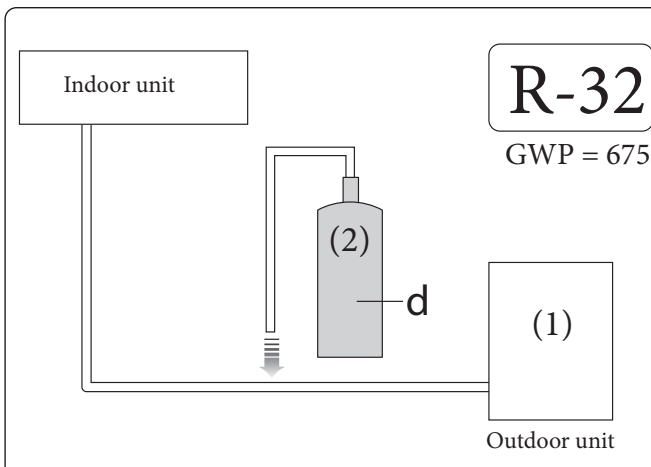 Indoor unit
R-32
GWP = 675
(2)
d
(1)
Outdoor unit